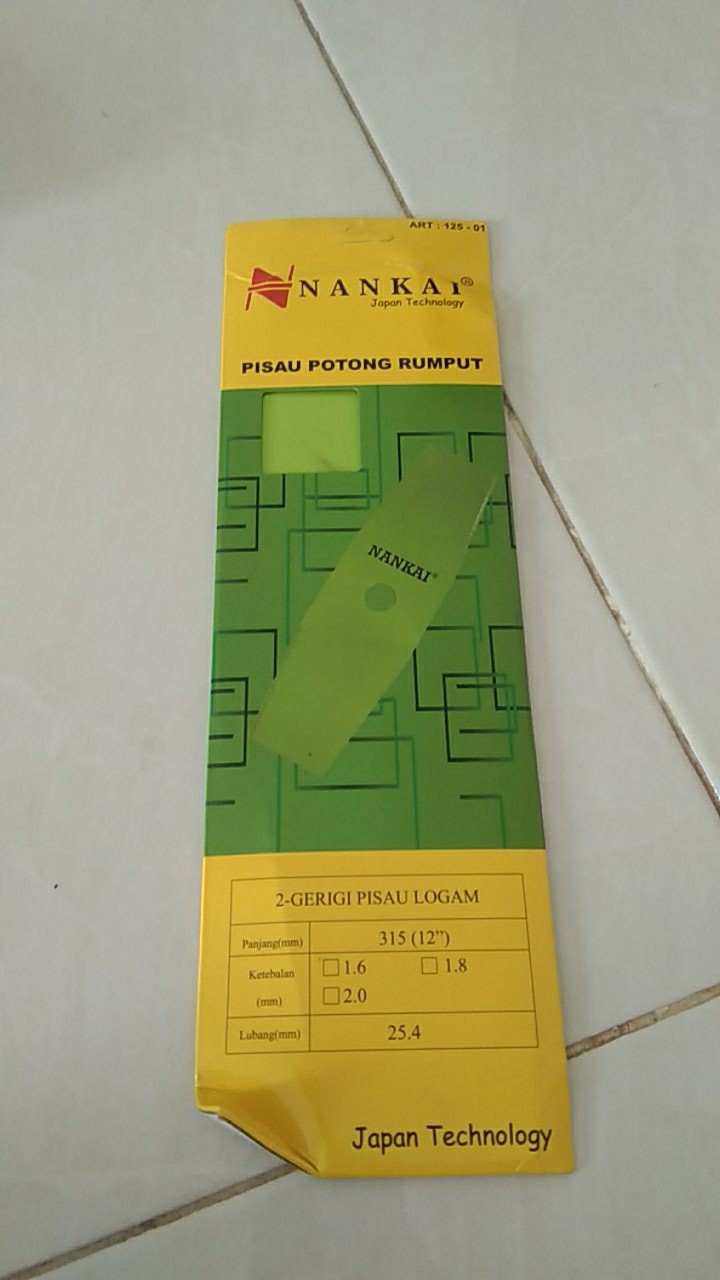 ART : 125 - 01
NANKAI®
Japan Technology
PISAU POTONG RUMPUT
NANKAI®
2-GERIGI PISAU LOGAM
Panjang(mm) 315 (12”)
Ketebalan (mm) □1.6 □1.8
□2.0
Lubang(mm) 25.4
Japan Technology